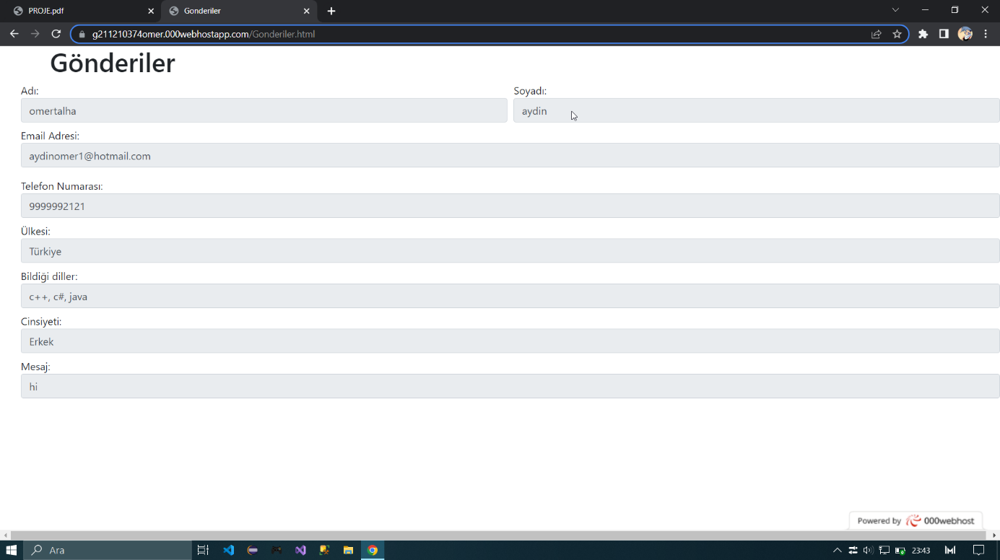 PROJE.pdf
Gonderiler
g211210374omer.000webhostapp.com/Gonderiler.html
Gönderiler
Adı: Soyadı:
omertalha aydin
Email Adresi:
aydinomer1@hotmail.com
Telefon Numarası:
9999992121
Ülkesi:
Türkiye
Bildiği diller:
c++, c#, java
Cinsiyeti:
Erkek
Mesaj:
hi
Powered by 000webhost
Ara
23:43